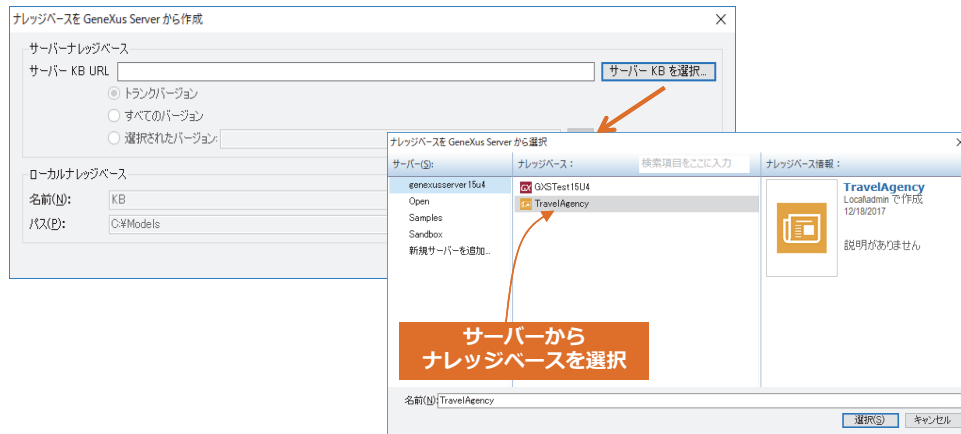 ナレッジベースを GeneXus Server から作成
サーバーナレッジベース
サーバー KB URL
サーバー KB を選択...
トランクバージョン
すべてのバージョン
選択されたバージョン:
ローカルナレッジベース
名前(N):
KB
パス(P):
C:¥Models
ナレッジベースを GeneXus Server から選択
サーバー(S):
ナレッジベース:
検索項目をここに入力
ナレッジベース情報:
genexusserver15u4
Open
Samples
Sandbox
新規サーバーを追加...
GX GXSTest15U4
TravelAgency
TravelAgency
Local\admin で作成
12/18/2017
説明がありません
サーバーから
ナレッジベースを選択
名前(N):
TravelAgency
選択(S)
キャンセル